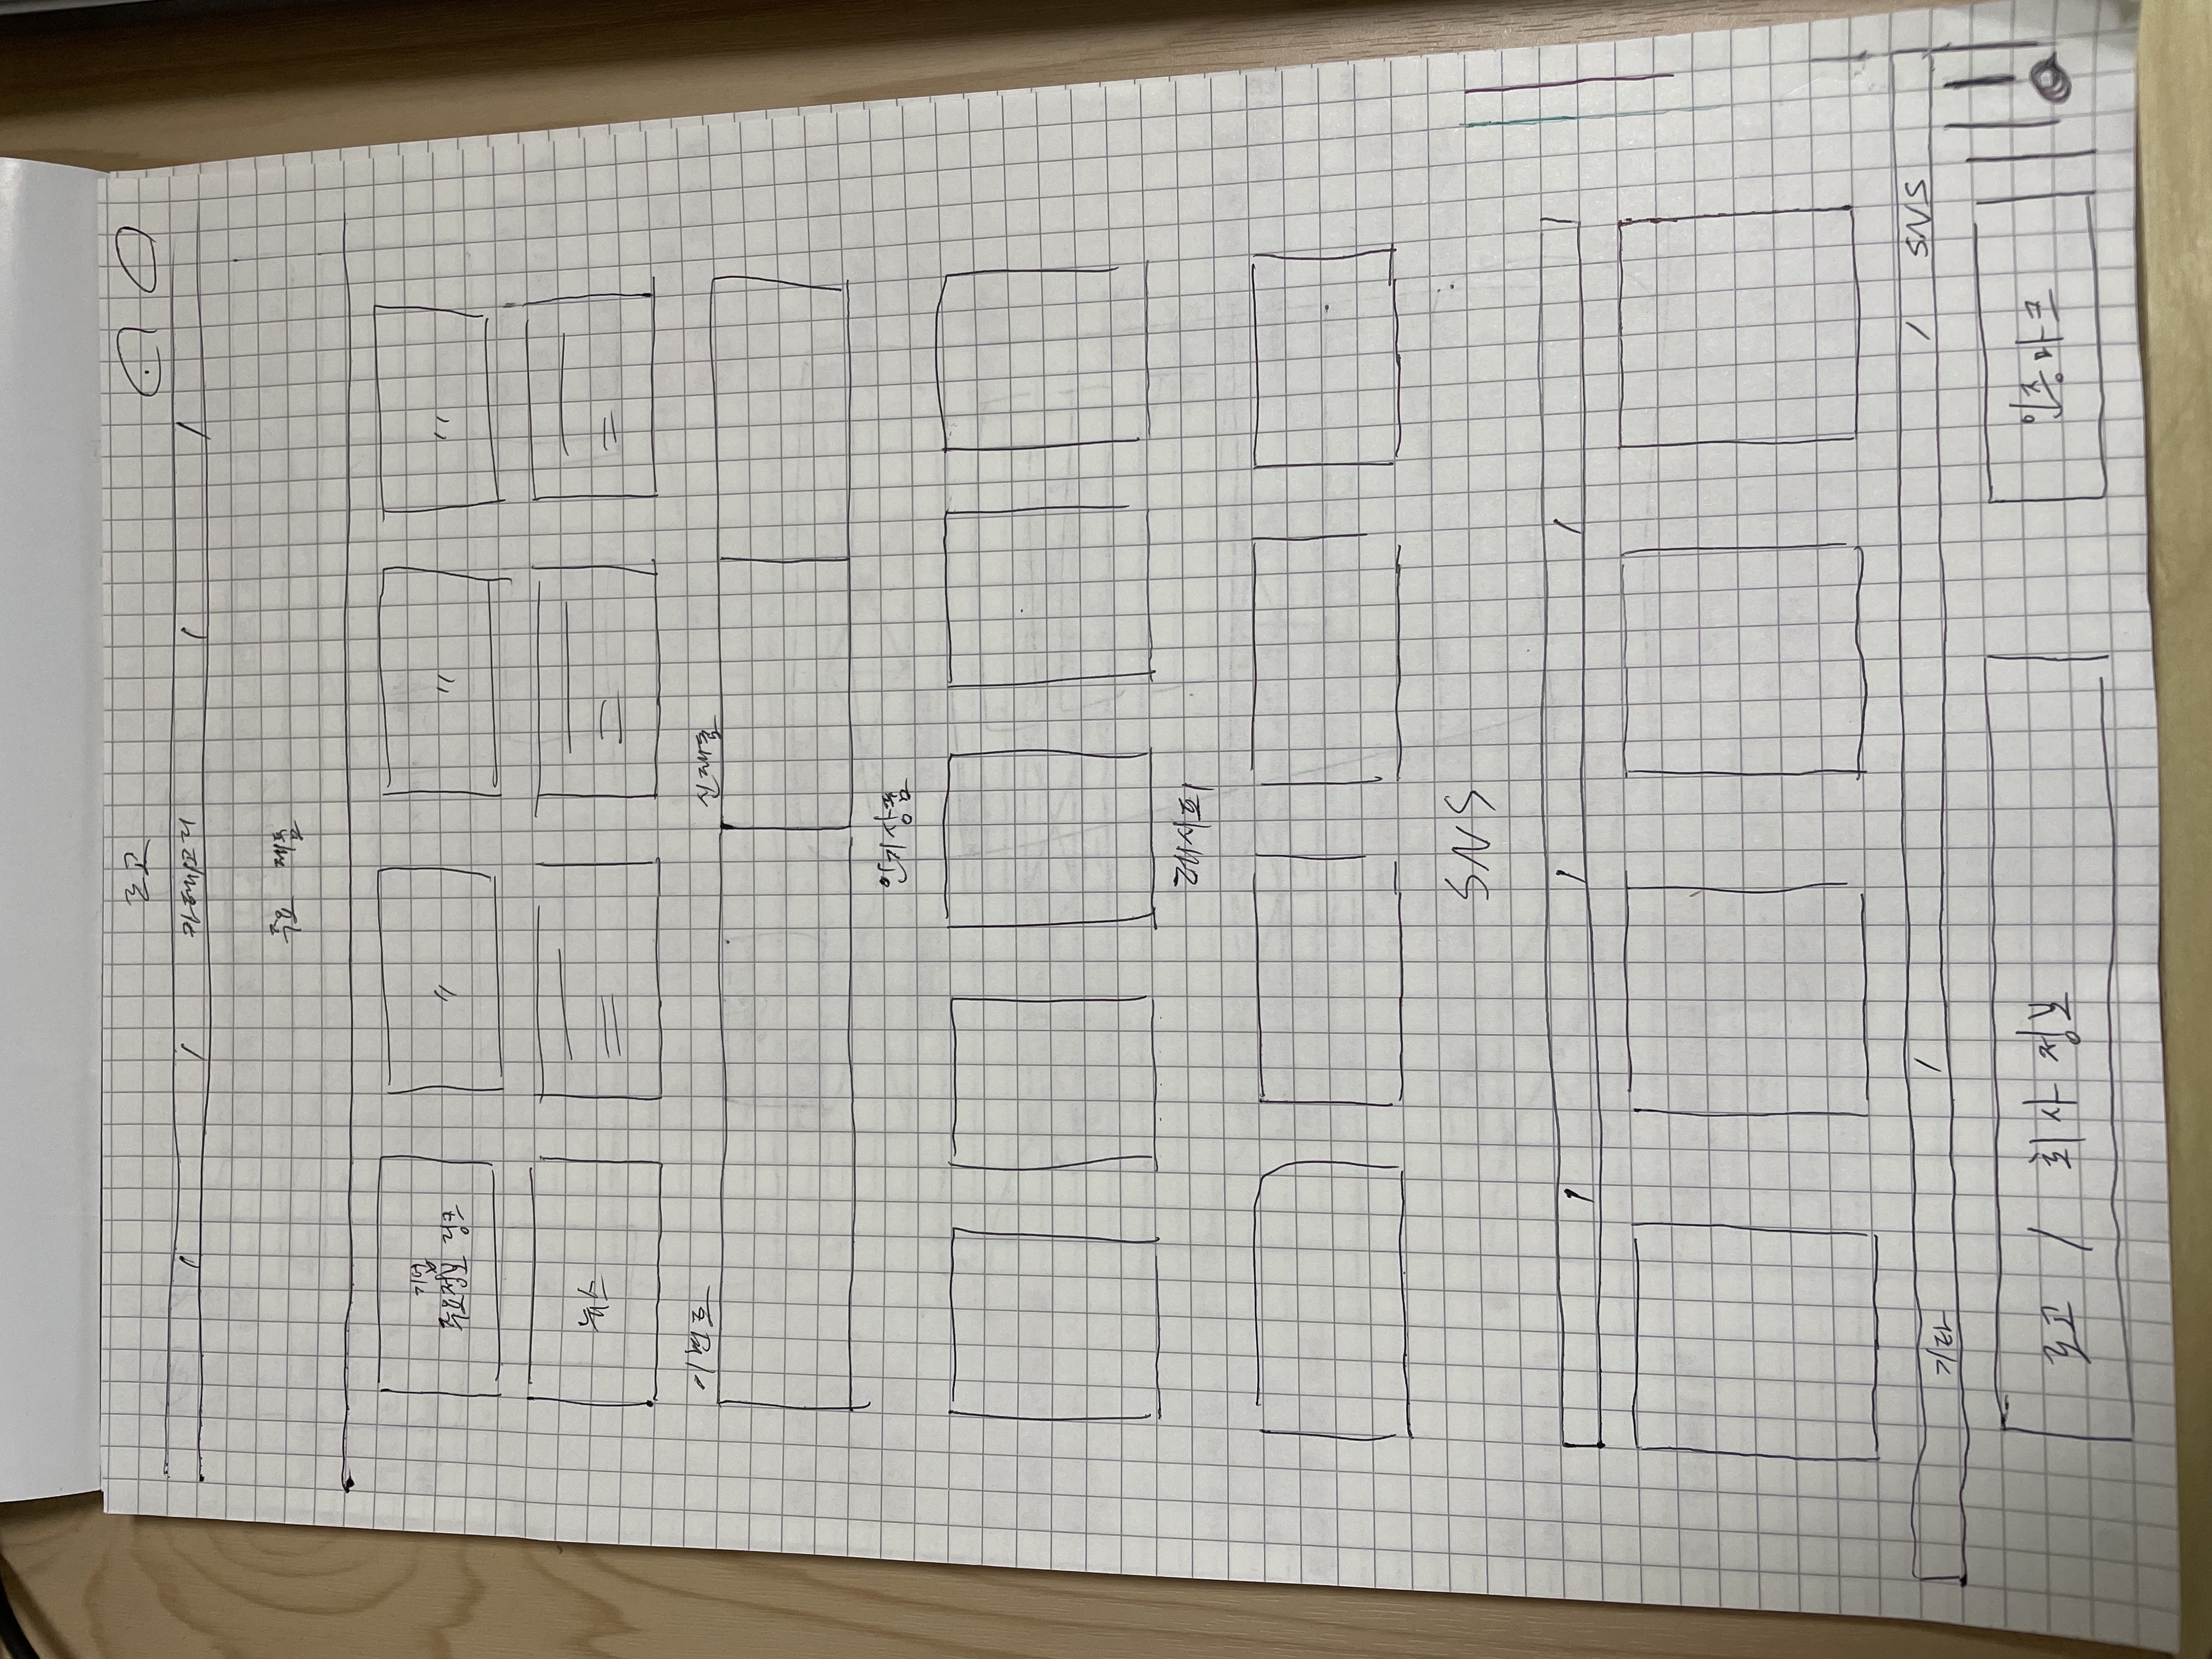 로고
/ / 카테고리 / /
주요 제품
기업
주요정보 링크
〃 〃 〃
뉴스
이벤트 신제품
인기상품
레시피
SNS
/ / /
기타 / / SNS
로고 / 회사 정보
인증마크